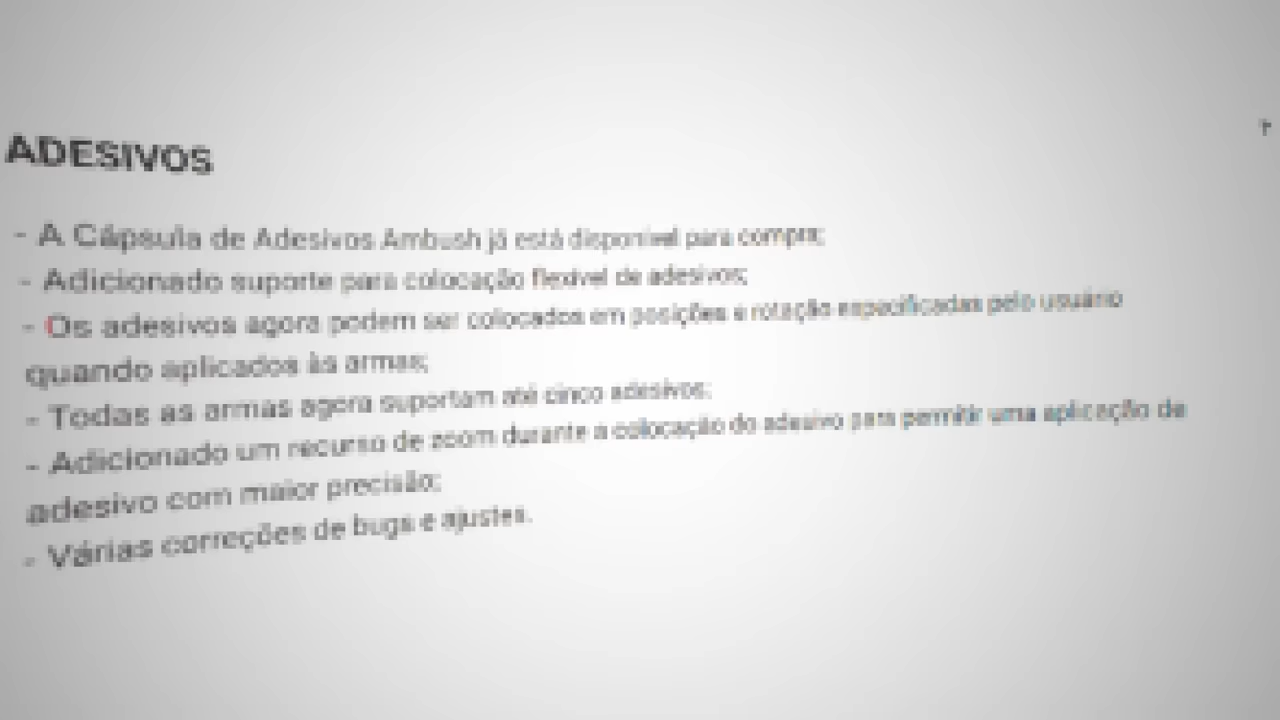 ADESIVOS
- A Cápsula de Adesivos Ambush já está disponível para compra;
- Adicionado suporte para colocação flexível de adesivos;
- Os adesivos agora podem ser colocados em posições e rotação especificadas pelo usuário
quando aplicados às armas;
- Todas as armas agora suportam até cinco adesivos;
- Adicionado um recurso de zoom durante a colocação do adesivo para permitir uma aplicação de
adesivo com maior precisão;
- Várias correções de bugs e ajustes.